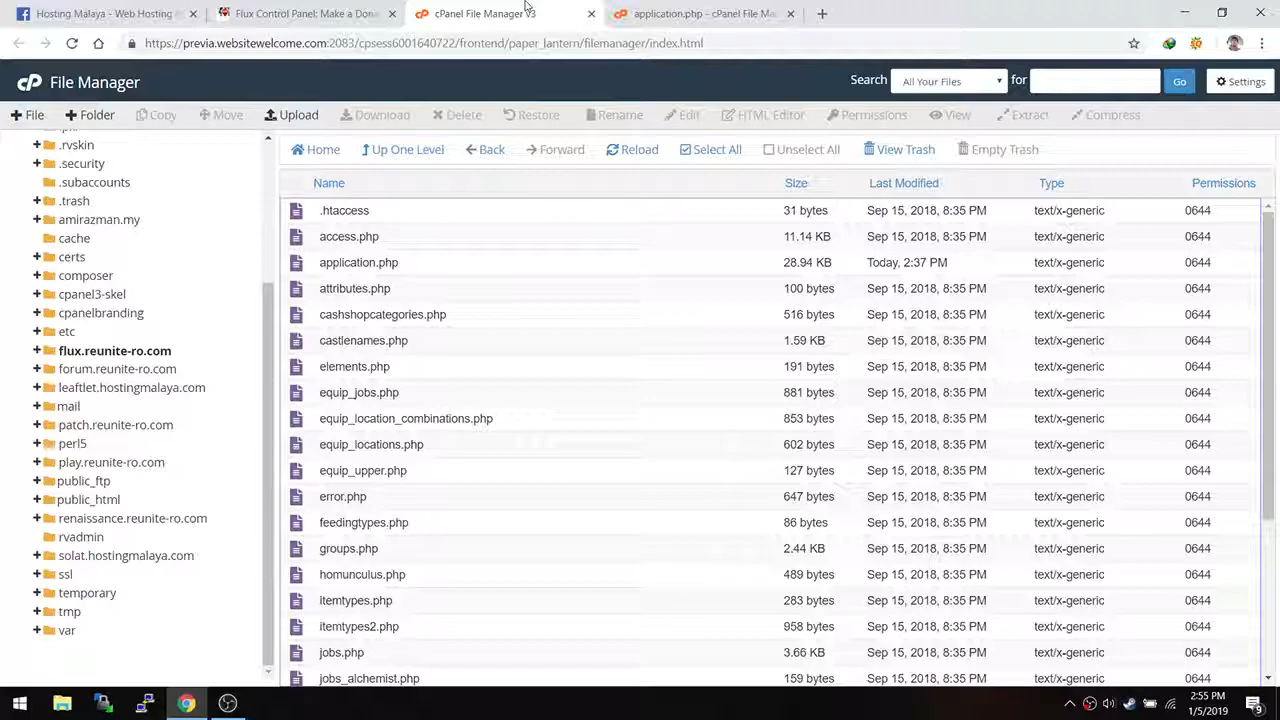 Facebook Malaya - Web Hosting
Flux Control Panel: Make a Dona
cPanel File Manager v3
application.php - cPanel File Ma
https://previa.websitewelcome.com:2083/cpsess6001640722/frontend/paper_lantern/filemanager/index.html
cP File Manager
Search All Your Files for Go Settings
File Folder Copy Move Upload Download Delete Restore Rename Edit HTML Editor Permissions View Extract Compress
Home Up One Level Back Forward Reload Select All Unselect All View Trash Empty Trash
.rvskin
.security
.subaccounts
.trash
amirazman.my
cache
certs
composer
cpanel3-skel
cpanelbranding
etc
flux.reunite-ro.com
forum.reunite-ro.com
leaftlet.hostingmalaya.com
mail
patch.reunite-ro.com
perl5
play.reunite-ro.com
public_ftp
public_html
renaissance.reunite-ro.com
rvadmin
solat.hostingmalaya.com
ssl
temporary
tmp
var
Name Size Last Modified Type Permissions
.htaccess 31 bytes Sep 15, 2018, 8:35 PM text/x-generic 0644
access.php 11.14 KB Sep 15, 2018, 8:35 PM text/x-generic 0644
application.php 28.94 KB Today, 2:37 PM text/x-generic 0644
attributes.php 100 bytes Sep 15, 2018, 8:35 PM text/x-generic 0644
cashshopcategories.php 516 bytes Sep 15, 2018, 8:35 PM text/x-generic 0644
castlenames.php 1.59 KB Sep 15, 2018, 8:35 PM text/x-generic 0644
elements.php 191 bytes Sep 15, 2018, 8:35 PM text/x-generic 0644
equip_jobs.php 881 bytes Sep 15, 2018, 8:35 PM text/x-generic 0644
equip_location_combinations.php 853 bytes Sep 15, 2018, 8:35 PM text/x-generic 0644
equip_locations.php 602 bytes Sep 15, 2018, 8:35 PM text/x-generic 0644
equip_upper.php 127 bytes Sep 15, 2018, 8:35 PM text/x-generic 0644
error.php 647 bytes Sep 15, 2018, 8:35 PM text/x-generic 0644
feedingtypes.php 86 bytes Sep 15, 2018, 8:35 PM text/x-generic 0644
groups.php 2.44 KB Sep 15, 2018, 8:35 PM text/x-generic 0644
homunculus.php 489 bytes Sep 15, 2018, 8:35 PM text/x-generic 0644
itemtypes.php 283 bytes Sep 15, 2018, 8:35 PM text/x-generic 0644
itemtypes2.php 958 bytes Sep 15, 2018, 8:35 PM text/x-generic 0644
jobs.php 3.66 KB Sep 15, 2018, 8:35 PM text/x-generic 0644
jobs_alchemist.php 159 bytes Sep 15, 2018, 8:35 PM text/x-generic 0644
2:55 PM
1/5/2019
9